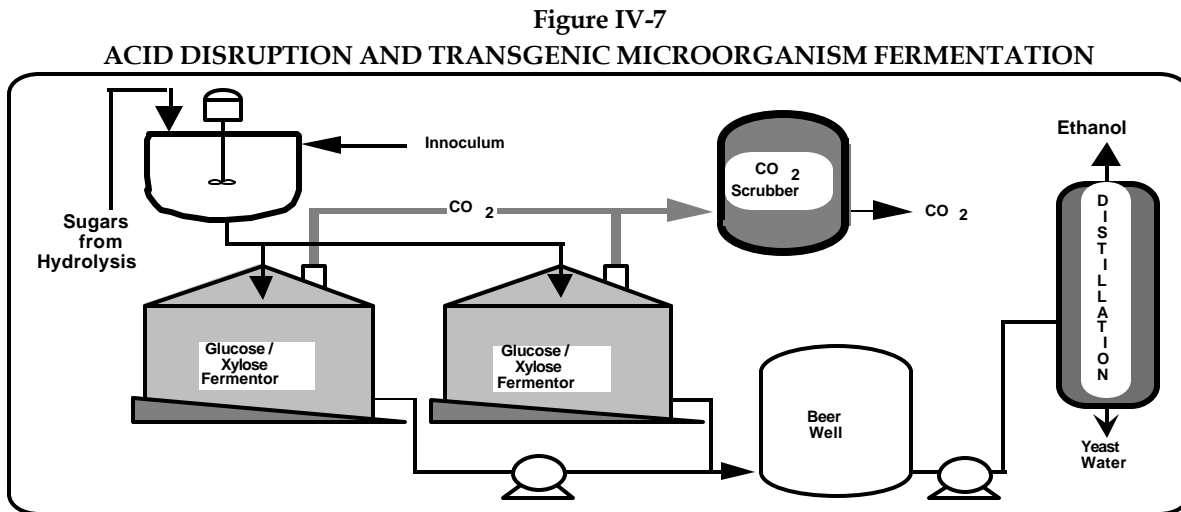 Figure IV-7
ACID DISRUPTION AND TRANSGENIC MICROORGANISM FERMENTATION
Innoculum
Sugars
from
Hydrolysis
CO 2
CO 2
Scrubber
CO 2
Ethanol
DISTILLATION
Yeast
Water
Glucose /
Xylose
Fermentor
Glucose /
Xylose
Fermentor
Beer
Well